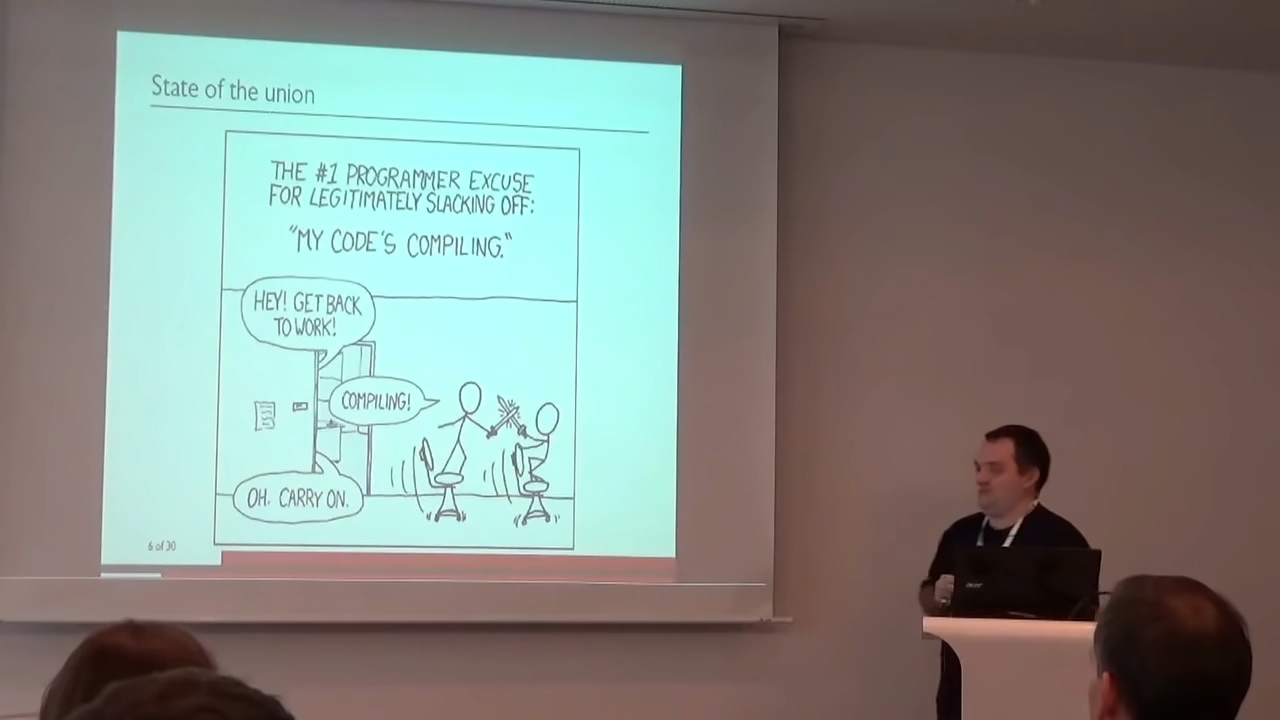 State of the union
THE #1 PROGRAMMER EXCUSE
FOR LEGITIMATELY SLACKING OFF:
"MY CODE'S COMPILING."
HEY! GET BACK
TO WORK!
COMPILING!
OH. CARRY ON.
6 of 30
acer